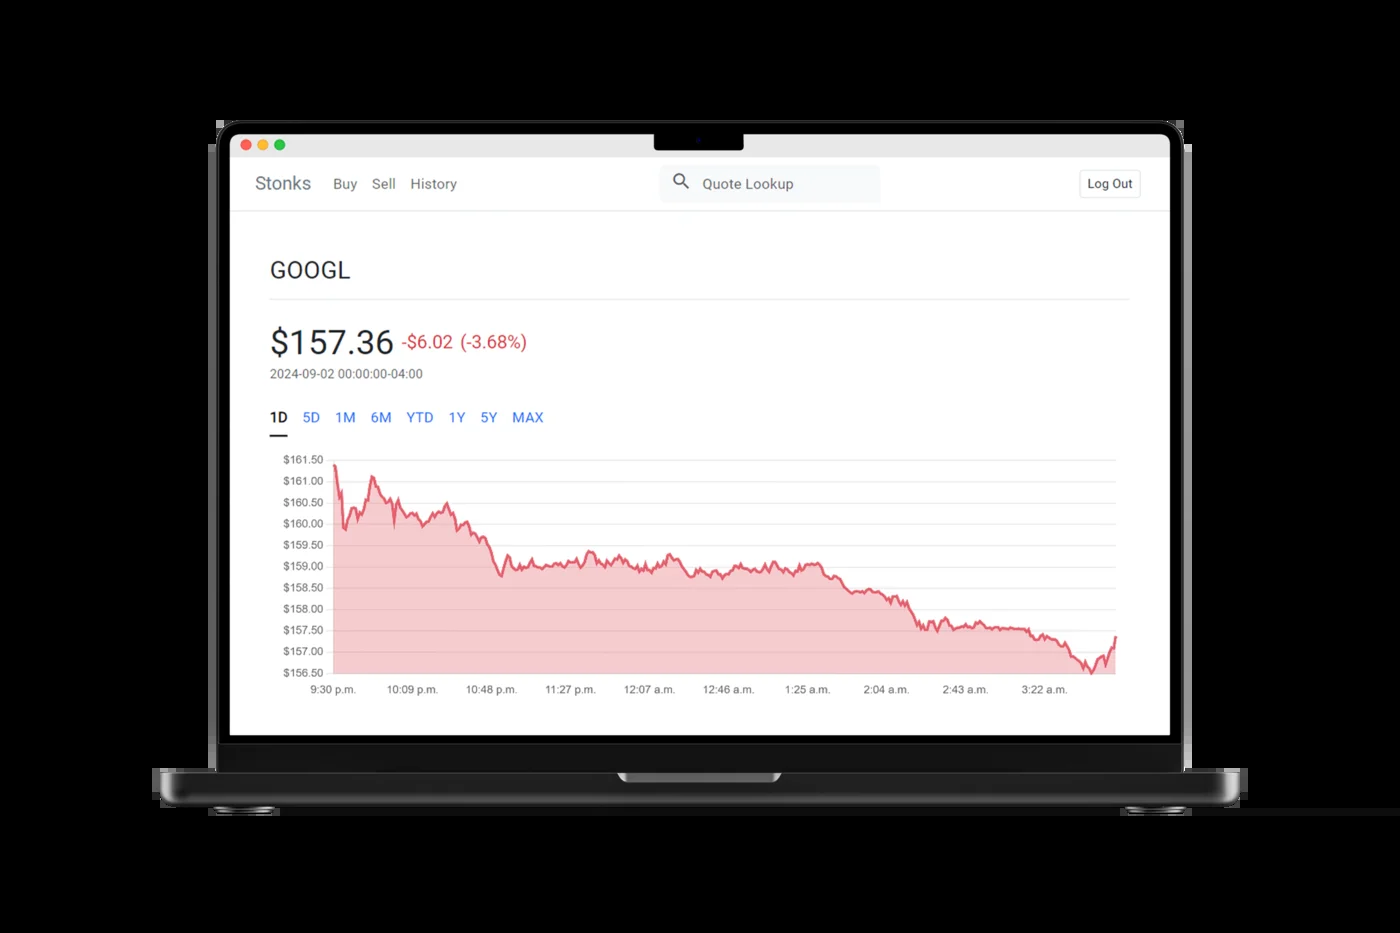 Stonks Buy Sell History Quote Lookup Log Out
GOOGL
$157.36 -$6.02 (-3.68%)
2024-09-02 00:00:00-04:00
1D 5D 1M 6M YTD 1Y 5Y MAX
$161.50
$161.00
$160.50
$160.00
$159.50
$159.00
$158.50
$158.00
$157.50
$157.00
$156.50
9:30 p.m. 10:09 p.m. 10:48 p.m. 11:27 p.m. 12:07 a.m. 12:46 a.m. 1:25 a.m. 2:04 a.m. 2:43 a.m. 3:22 a.m.